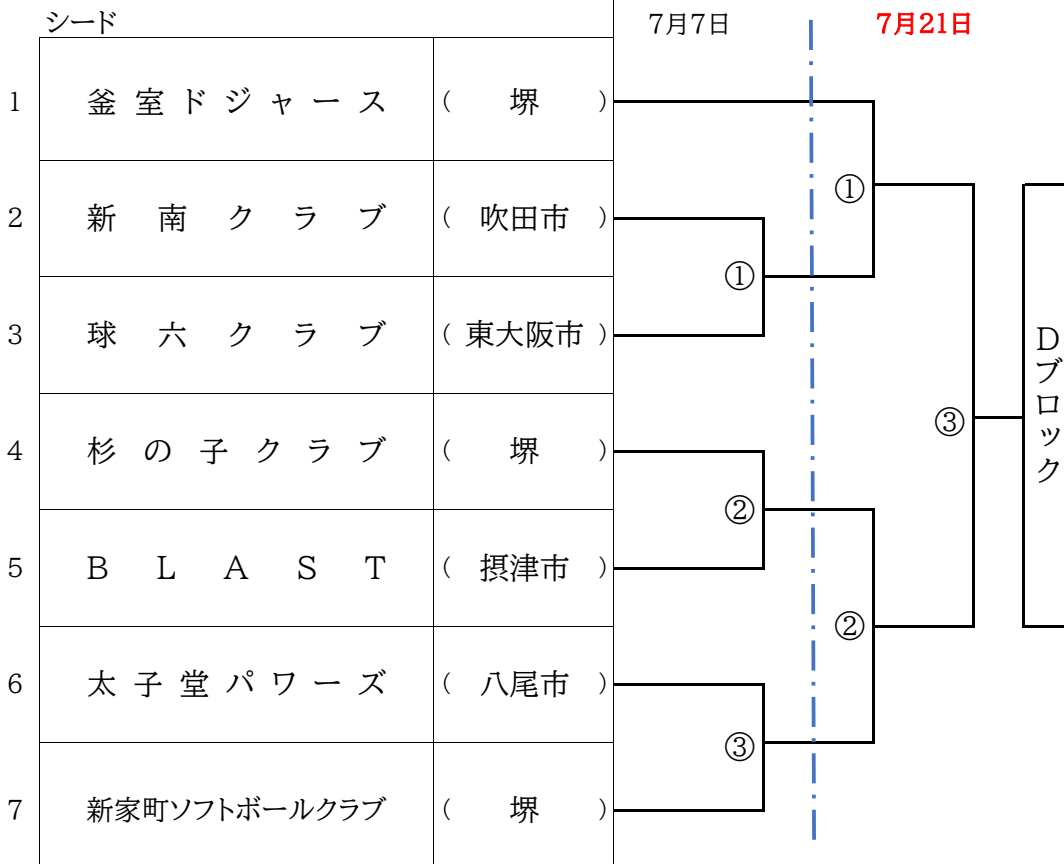 シード 7月7日 7月21日
1 釜室ドジャース ( 堺 )
①
2 新南クラブ ( 吹田市 )
①
3 球六クラブ ( 東大阪市 )
Dブロック
③
4 杉の子クラブ ( 堺 )
②
5 BLAST ( 摂津市 )
②
6 太子堂パワーズ ( 八尾市 )
③
7 新家町ソフトボールクラブ ( 堺 )